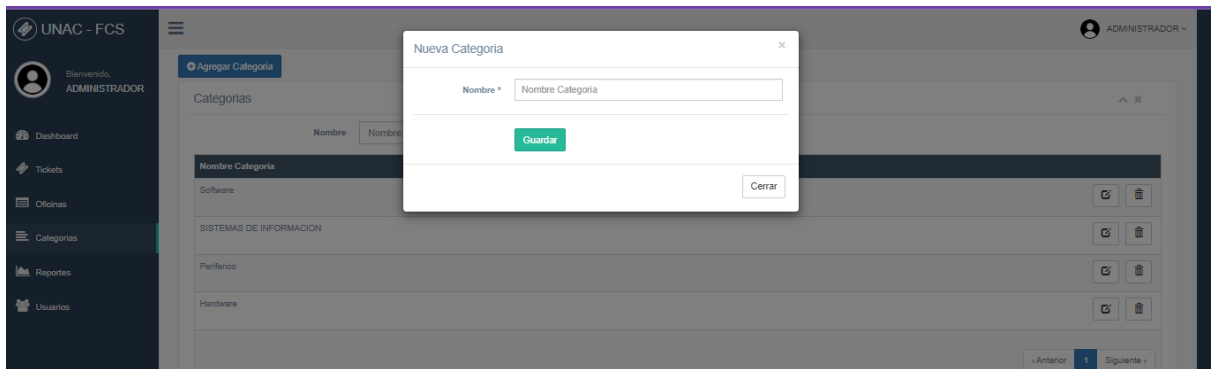 UNAC - FCS
ADMINISTRADOR
Bienvenido,
ADMINISTRADOR
Dashboard
Tickets
Oficinas
Categorias
Reportes
Usuarios
Agregar Categoria
Categorias
Nombre
Nombre
Nombre Categoria
Software
SISTEMAS DE INFORMACION
Periferico
Hardware
‹ Anterior 1 Siguiente ›
Nueva Categoria ×
Nombre * Nombre Categoria
Guardar
Cerrar